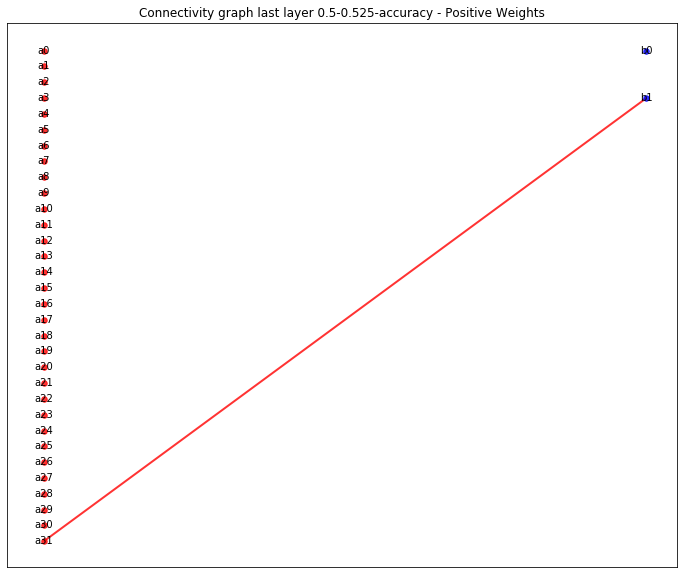 Connectivity graph last layer 0.5-0.525-accuracy - Positive Weights
a0
b0
a1
a2
a3
b1
a4
a5
a6
a7
a8
a9
a10
a11
a12
a13
a14
a15
a16
a17
a18
a19
a20
a21
a22
a23
a24
a25
a26
a27
a28
a29
a30
a31